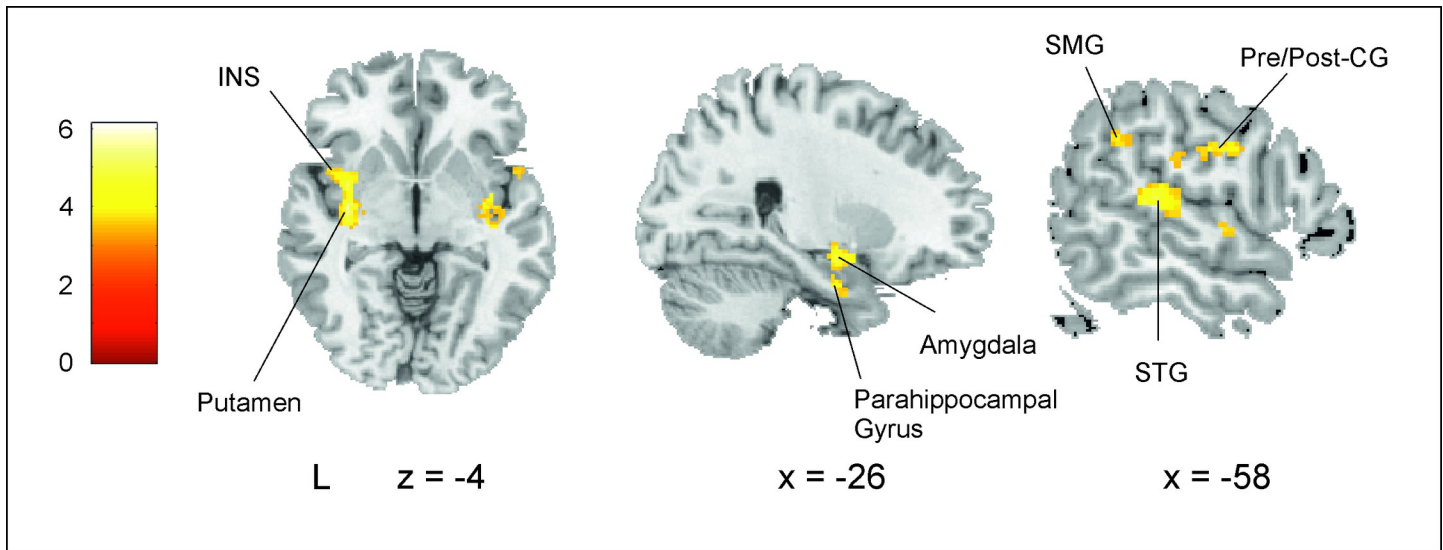 6
4
2
0
INS
Putamen
L z = -4
Amygdala
Parahippocampal
Gyrus
x = -26
SMG
Pre/Post-CG
STG
x = -58